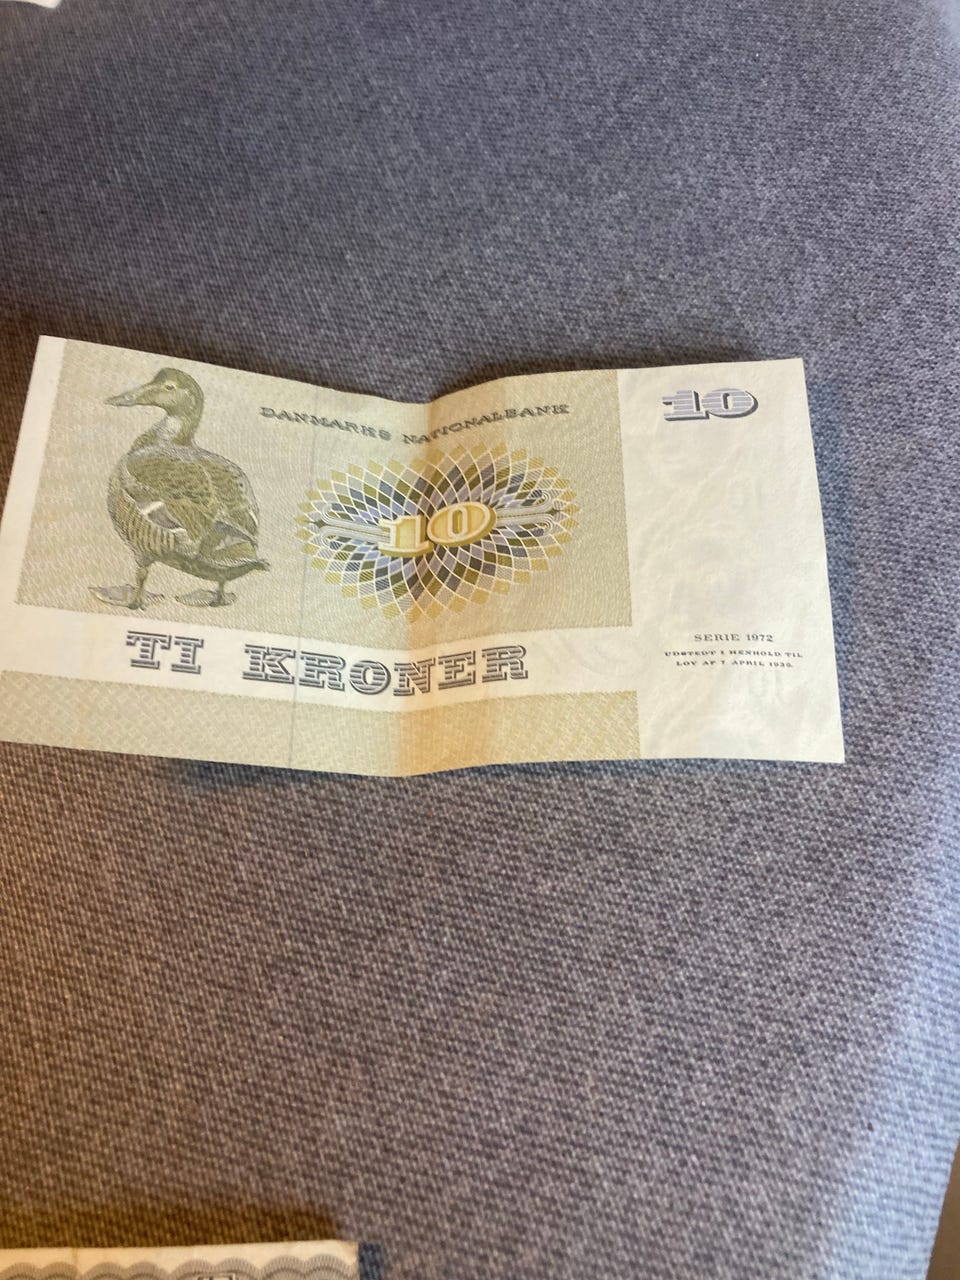 DANMARKS NATIONALBANK
10
10
TI KRONER
SERIE 1972
UDSTEDT I HENHOLD TIL
LOV AF 7. APRIL 1936.